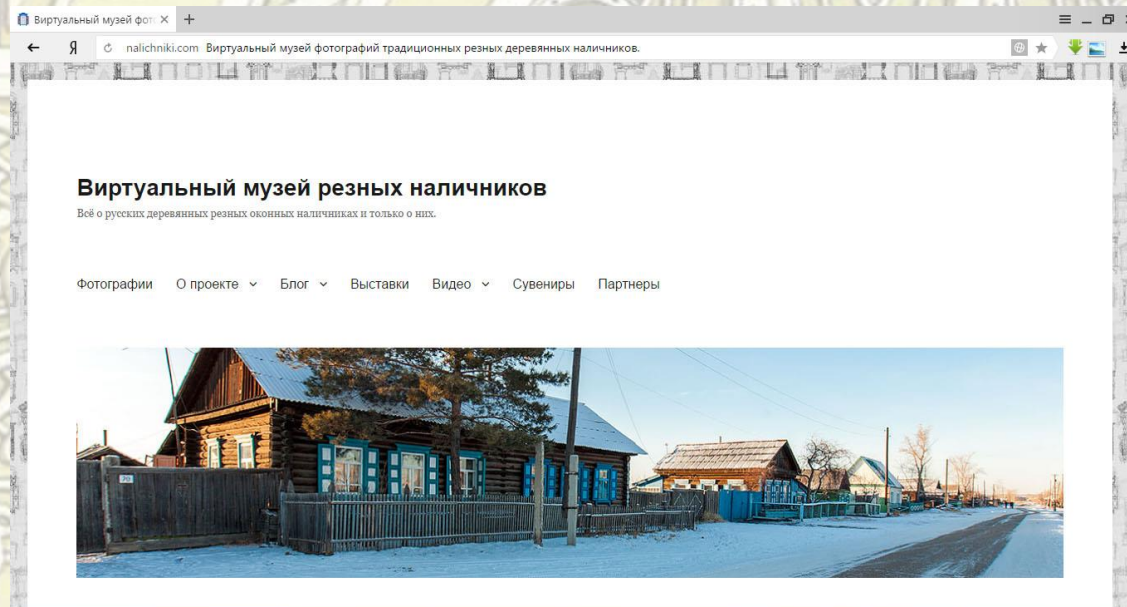 Виртуальный музей фото
Я nalichniki.com Виртуальный музей фотографий традиционных резных деревянных наличников.
Виртуальный музей резных наличников
Всё о русских деревянных резных оконных наличниках и только о них.
Фотографии О проекте Блог Выставки Видео Сувениры Партнеры